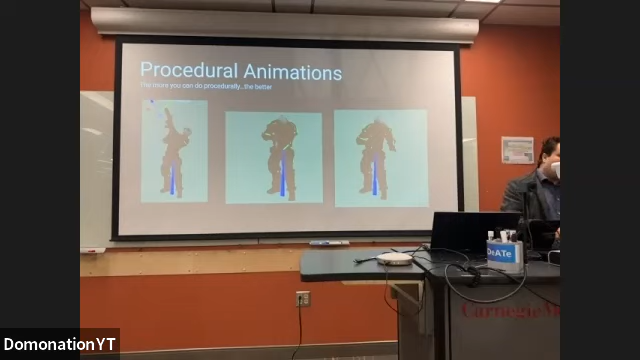 Procedural Animations
The more you can do procedurally...the better
DeATe
Carnegie
DomonationYT